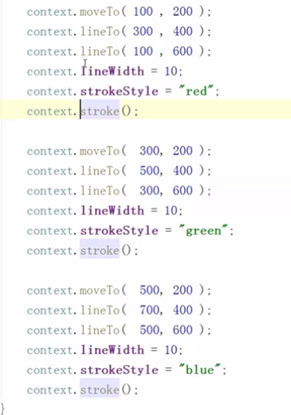 context.moveTo( 100 , 200 );
context.lineTo( 300 , 400 );
context.lineTo( 100 , 600 );
context.lineWidth = 10;
context.strokeStyle = "red";
context.stroke();
context.moveTo(  300, 200 );
context.lineTo(  500, 400 );
context.lineTo(  300, 600 );
context.lineWidth = 10;
context.strokeStyle = "green";
context.stroke();
context.moveTo(  500, 200 );
context.lineTo(  700, 400 );
context.lineTo(  500, 600 );
context.lineWidth = 10;
context.strokeStyle = "blue";
context.stroke();
}